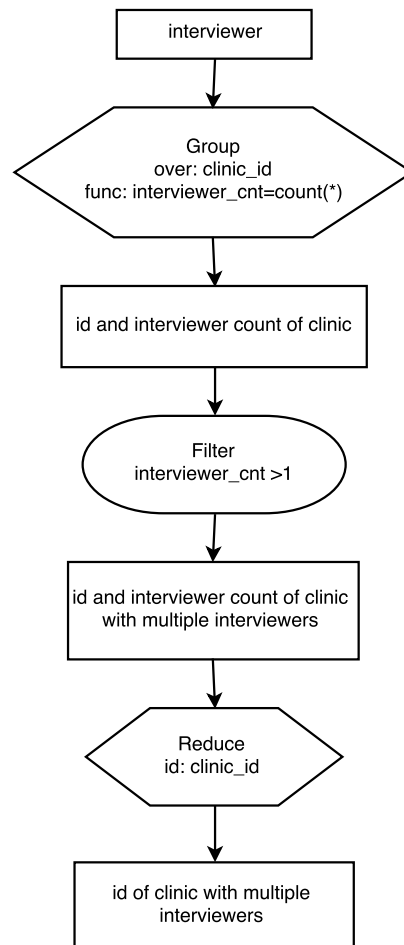 interviewer
Group
over: clinic_id
func: interviewer_cnt=count(*)
id and interviewer count of clinic
Filter
interviewer_cnt >1
id and interviewer count of clinic
with multiple interviewers
Reduce
id: clinic_id
id of clinic with multiple
interviewers